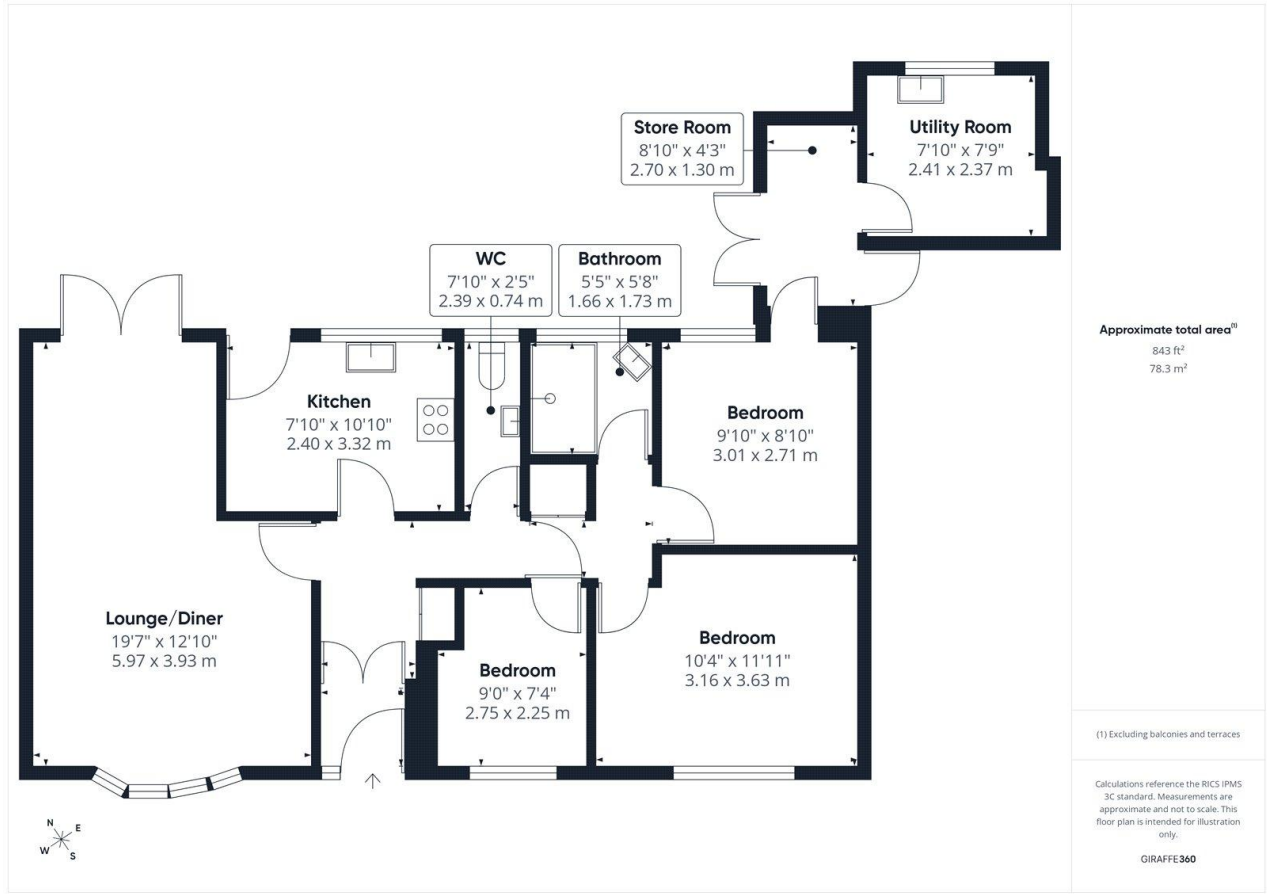 Store Room
8'10" x 4'3"
2.70 x 1.30 m
Utility Room
7'10" x 7'9"
2.41 x 2.37 m
WC
7'10" x 2'5"
2.39 x 0.74 m
Bathroom
5'5" x 5'8"
1.66 x 1.73 m
Kitchen
7'10" x 10'10"
2.40 x 3.32 m
Bedroom
9'10" x 8'10"
3.01 x 2.71 m
Lounge/Diner
19'7" x 12'10"
5.97 x 3.93 m
Bedroom
9'0" x 7'4"
2.75 x 2.25 m
Bedroom
10'4" x 11'11"
3.16 x 3.63 m
N
E
W
S
Approximate total area(1)
843 ft²
78.3 m²
(1) Excluding balconies and terraces
Calculations reference the RICS IPMS
3C standard. Measurements are
approximate and not to scale. This
floor plan is intended for illustration
only.
GIRAFFE360